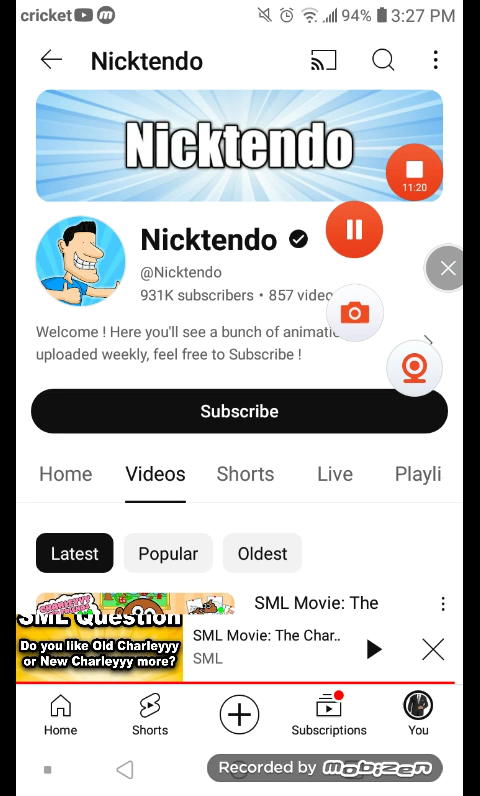 cricket 94% 3:27 PM
Nicktendo
Nicktendo
11:20
Nicktendo
@Nicktendo
931K subscribers • 857 video
Welcome ! Here you'll see a bunch of animati
uploaded weekly, feel free to Subscribe !
Subscribe
Home Videos Shorts Live Playli
Latest Popular Oldest
CHARLEYYY
SML Movie: The
SML Question
Do you like Old Charleyyy
or New Charleyyy more?
SML Movie: The Char..
SML
Home Shorts Subscriptions You
Recorded by MOBIZEN